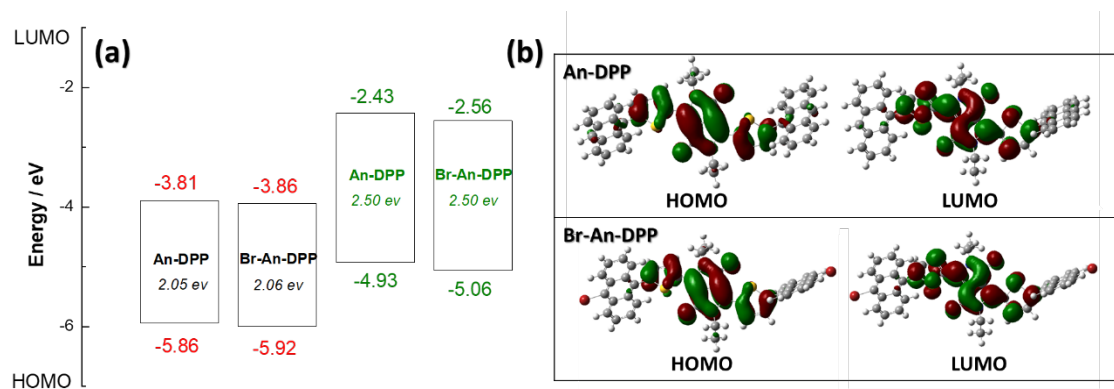 LUMO
(a)
-2
-4
-6
HOMO
Energy / eV
-3.81
An-DPP
2.05 ev
-5.86
-3.86
Br-An-DPP
2.06 ev
-5.92
-2.43
An-DPP
2.50 ev
-4.93
-2.56
Br-An-DPP
2.50 ev
-5.06
(b)
An-DPP
HOMO
LUMO
Br-An-DPP
HOMO
LUMO